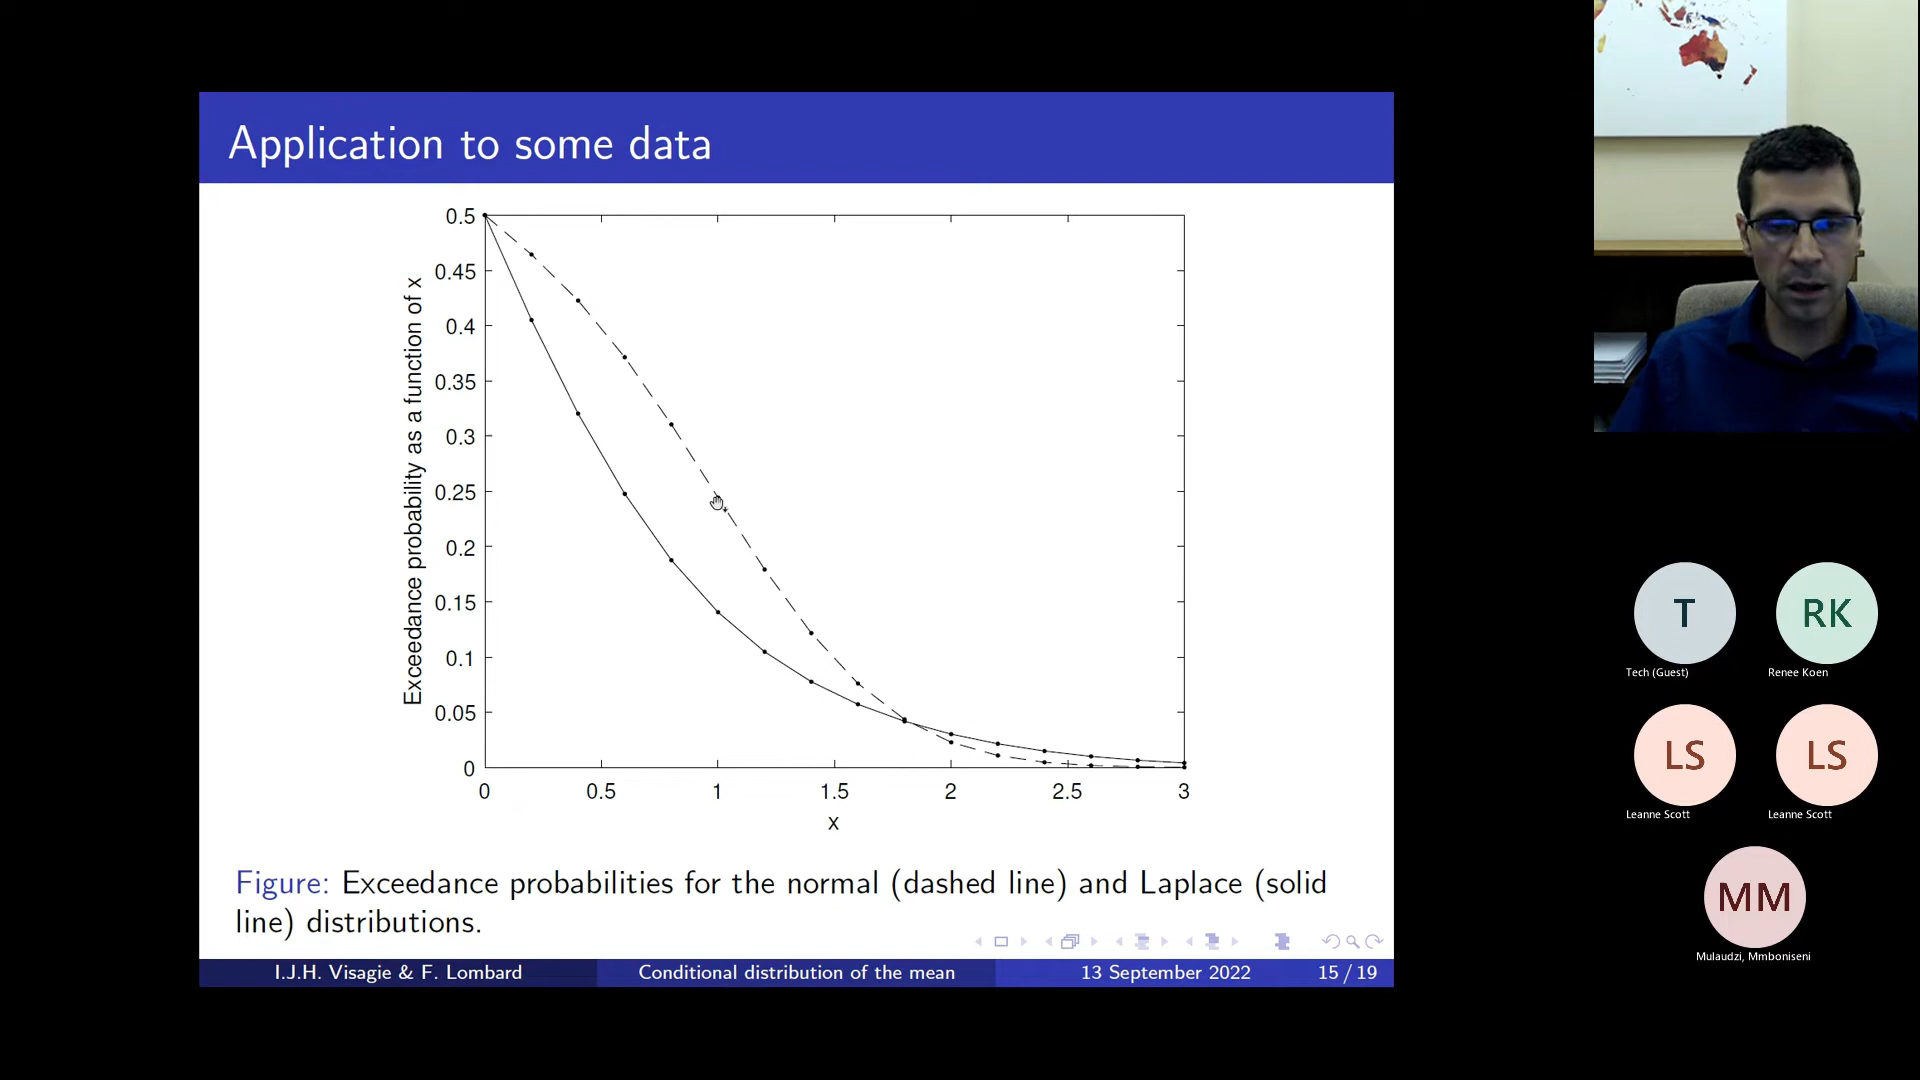 Application to some data
Exceedance probability as a function of x
0.5
0.45
0.4
0.35
0.3
0.25
0.2
0.15
0.1
0.05
0
0 0.5 1 1.5 2 2.5 3
x
Figure: Exceedance probabilities for the normal (dashed line) and Laplace (solid
line) distributions.
I.J.H. Visagie & F. Lombard Conditional distribution of the mean 13 September 2022 15 / 19
T RK
Tech (Guest) Renee Koen
LS LS
Leanne Scott Leanne Scott
MM
Mulaudzi, Mmboniseni